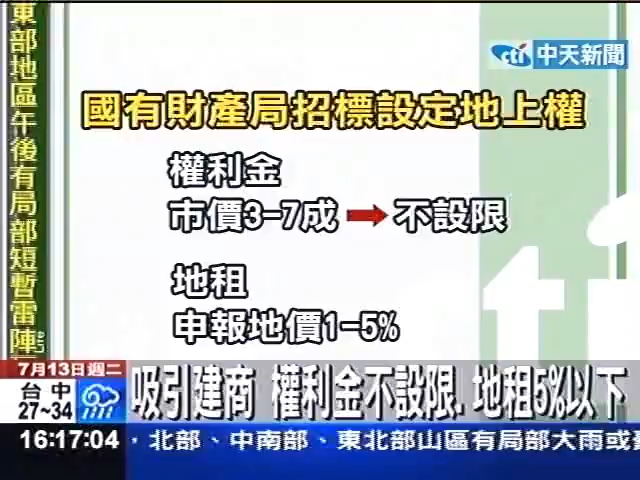 東部地區午後有局部短暫雷陣
cti 中天新聞
國有財產局招標設定地上權
權利金
市價3-7成➡不設限
地租
申報地價1-5%
7月13日週二
台中
27~34
吸引建商 權利金不設限.地租5%以下
16:17:04
，北部、中南部、東北部山區有局部大雨或